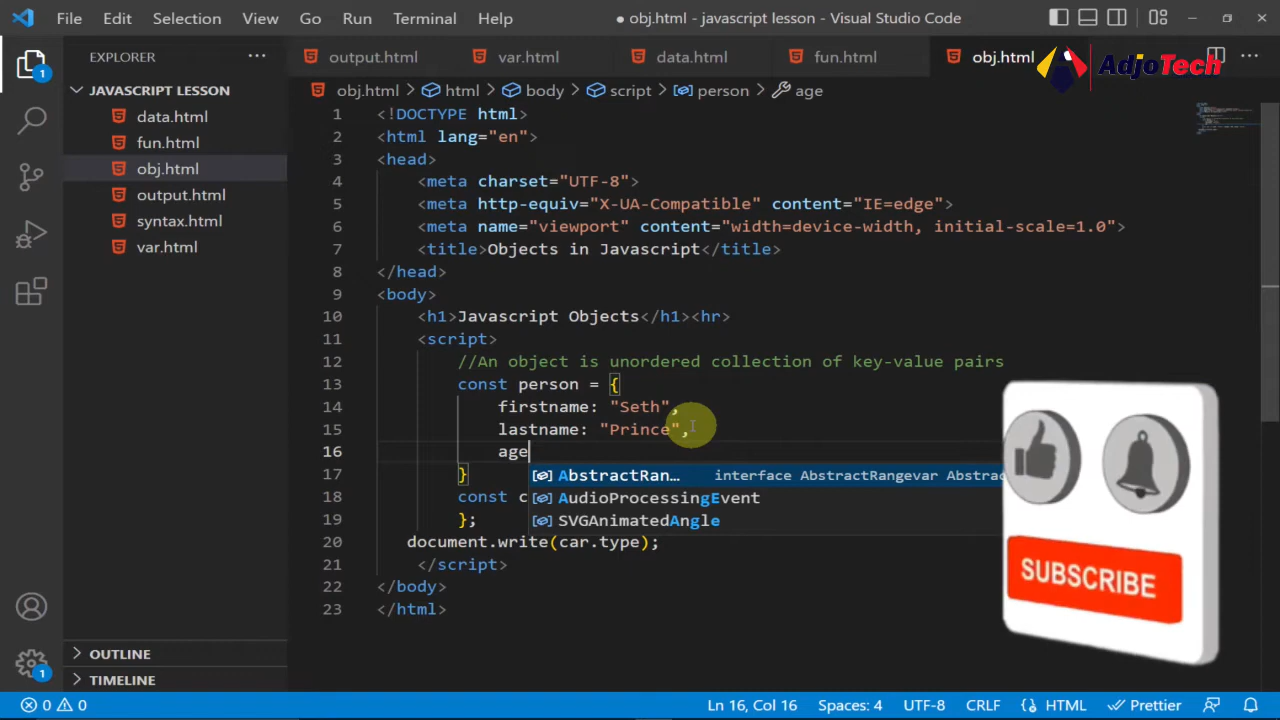 File Edit Selection View Go Run Terminal Help ● obj.html - javascript lesson - Visual Studio Code
EXPLORER ···
output.html var.html data.html fun.html obj.html
AdjoTech
1
JAVASCRIPT LESSON
obj.html > html > body > script > person > age
data.html
fun.html
obj.html
output.html
syntax.html
var.html
1 <!DOCTYPE html>
2 <html lang="en">
3 <head>
4 <meta charset="UTF-8">
5 <meta http-equiv="X-UA-Compatible" content="IE=edge">
6 <meta name="viewport" content="width=device-width, initial-scale=1.0">
7 <title>Objects in Javascript</title>
8 </head>
9 <body>
10 <h1>Javascript Objects</h1><hr>
11 <script>
12 //An object is unordered collection of key-value pairs
13 const person = {
14 firstname: "Seth",
15 lastname: "Prince",
16 age
17 }
AbstractRan… interface AbstractRangevar Abstrac
18 const c
AudioProcessingEvent
19 };
SVGAnimatedAngle
20 document.write(car.type);
21 </script>
22 </body>
23 </html>
SUBSCRIBE
OUTLINE
1
TIMELINE
0 0 Ln 16, Col 16 Spaces: 4 UTF-8 CRLF {} HTML Prettier